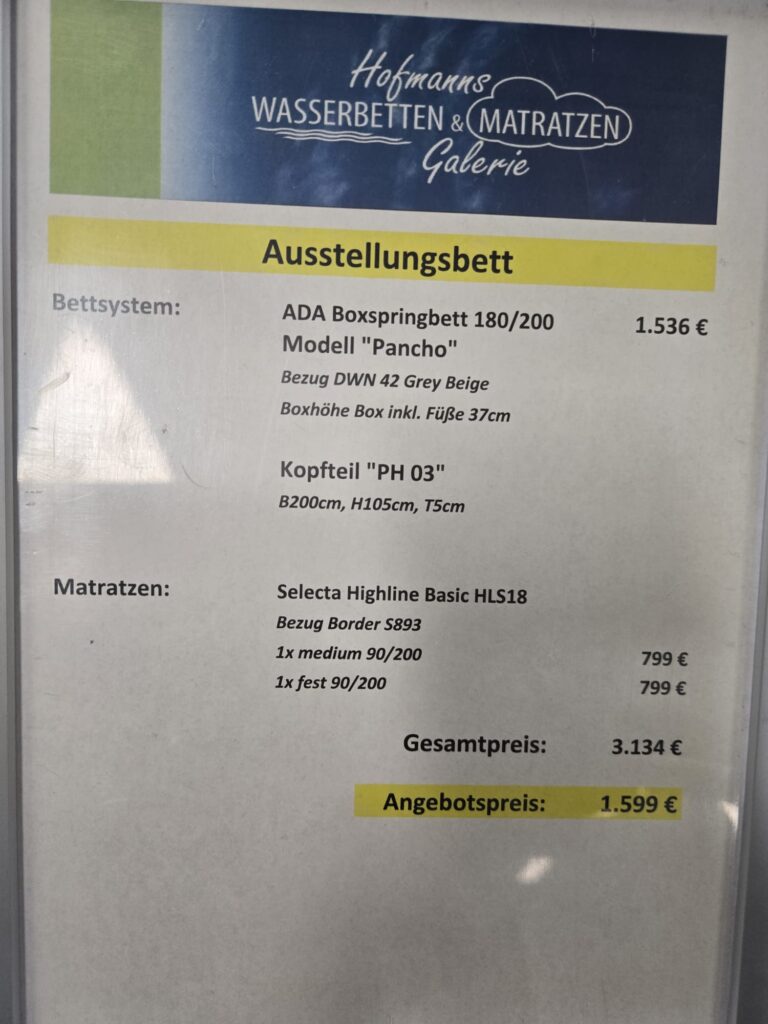 Hofmanns
WASSERBETTEN & MATRATZEN
Galerie
Ausstellungsbett
Bettsystem: ADA Boxspringbett 180/200 1.536 €
Modell "Pancho"
Bezug DWN 42 Grey Beige
Boxhöhe Box inkl. Füße 37cm
Kopfteil "PH 03"
B200cm, H105cm, T5cm
Matratzen: Selecta Highline Basic HLS18
Bezug Border S893
1x medium 90/200 799 €
1x fest 90/200 799 €
Gesamtpreis: 3.134 €
Angebotspreis: 1.599 €